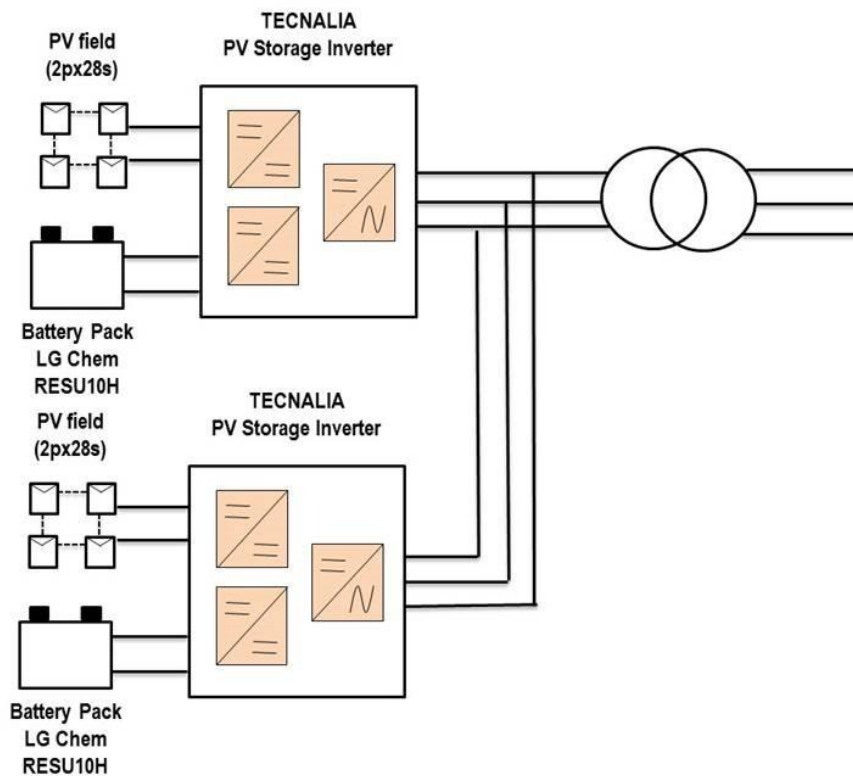 TECNALIA
PV Storage Inverter
PV field
(2px28s)
Battery Pack
LG Chem
RESU10H
PV field
(2px28s)
TECNALIA
PV Storage Inverter
Battery Pack
LG Chem
RESU10H